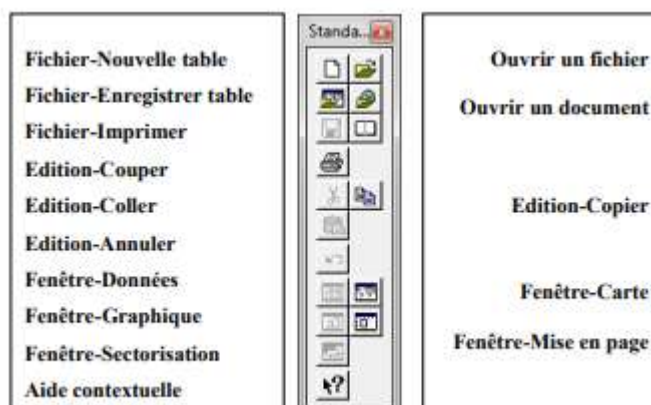 Fichier-Nouvelle table
Fichier-Enregistrer table
Fichier-Imprimer
Edition-Couper
Edition-Coller
Edition-Annuler
Fenêtre-Données
Fenêtre-Graphique
Fenêtre-Sectorisation
Aide contextuelle
Standa...
Ouvrir un fichier
Ouvrir un document
Edition-Copier
Fenêtre-Carte
Fenêtre-Mise en page